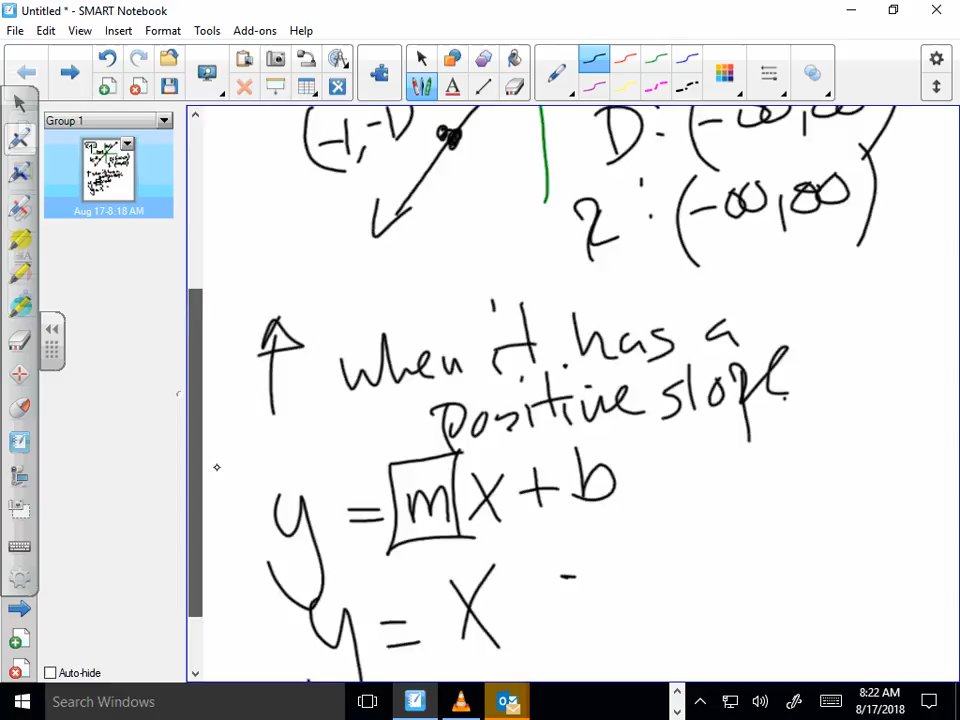 Untitled * - SMART Notebook
File Edit View Insert Format Tools Add-ons Help
Group 1
Aug 17-8:18 AM
(-1,-1)
D: (-∞,∞)
R: (-∞,∞)
↑ when it has a
positive slope
y = m x + b
y = x -
Auto-hide
Search Windows
8:22 AM
8/17/2018